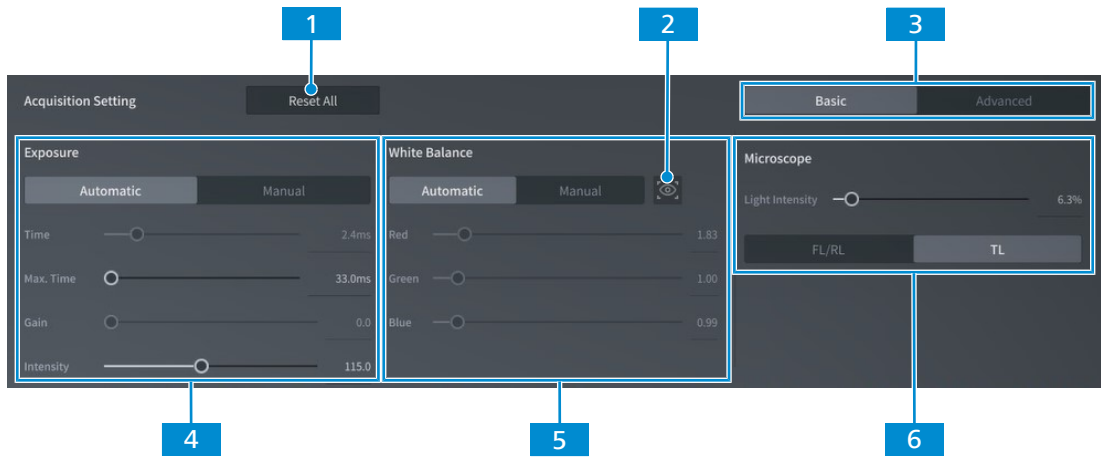 1
2
3
Acquisition Setting
Reset All
Basic
Advanced
Exposure
Automatic
Manual
Time
2.4ms
Max. Time
33.0ms
Gain
0.0
Intensity
115.0
White Balance
Automatic
Manual
Red
1.83
Green
1.00
Blue
0.99
Microscope
Light Intensity
6.3%
FL/RL
TL
4
5
6